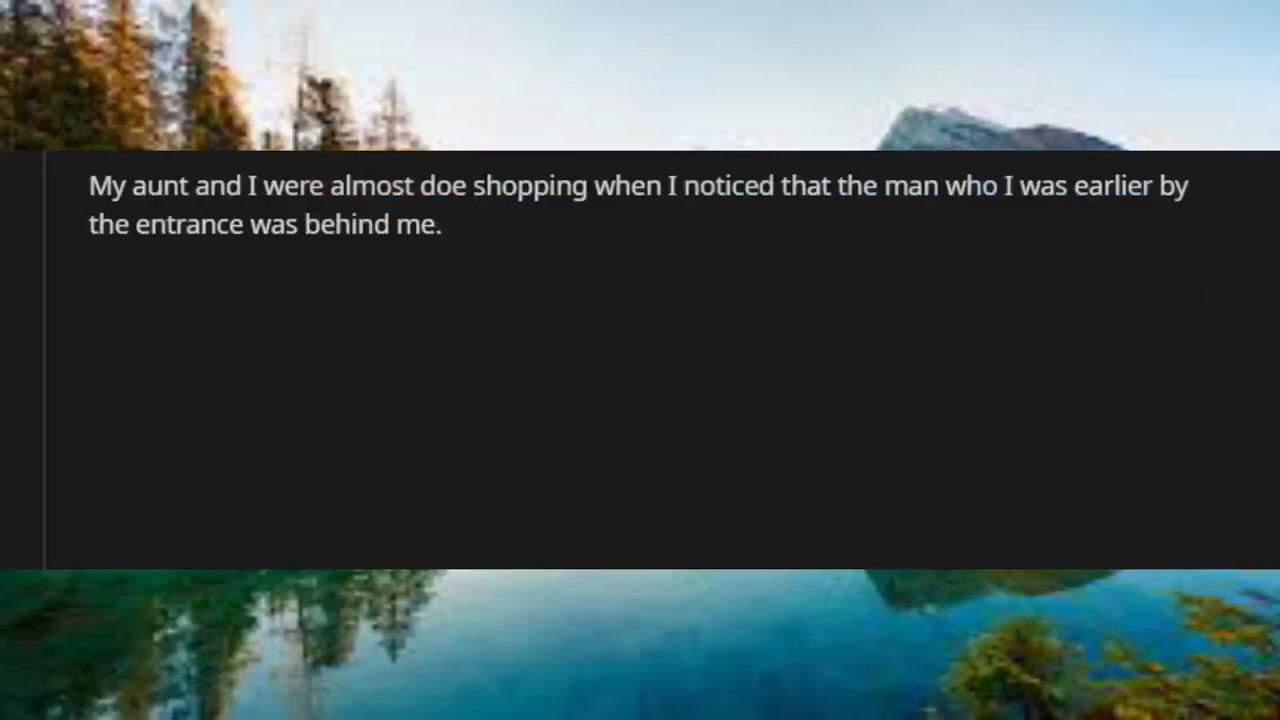 My aunt and I were almost doe shopping when I noticed that the man who I was earlier by
the entrance was behind me.